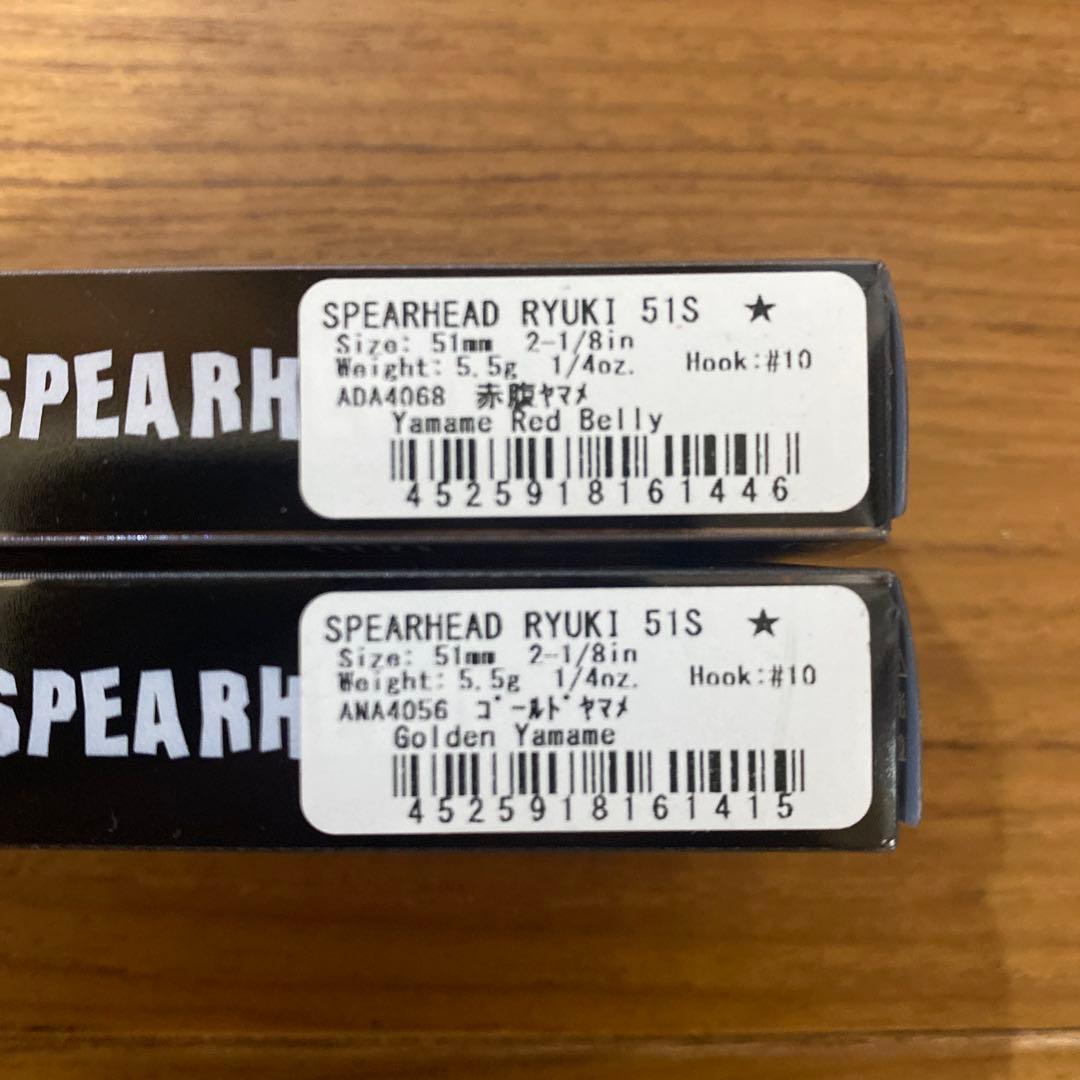 SPEARH
SPEARHEAD RYUKI 51S ★
Size: 51mm 2-1/8in
Weight: 5.5g 1/4oz. Hook:#10
ADA4068 赤腹ﾔﾏﾒ
Yamame Red Belly
4525918161446
SPEARH
SPEARHEAD RYUKI 51S ★
Size: 51mm 2-1/8in
Weight: 5.5g 1/4oz. Hook:#10
ANA4056 ｺﾞｰﾙﾄﾞﾔﾏﾒ
Golden Yamame
4525918161415